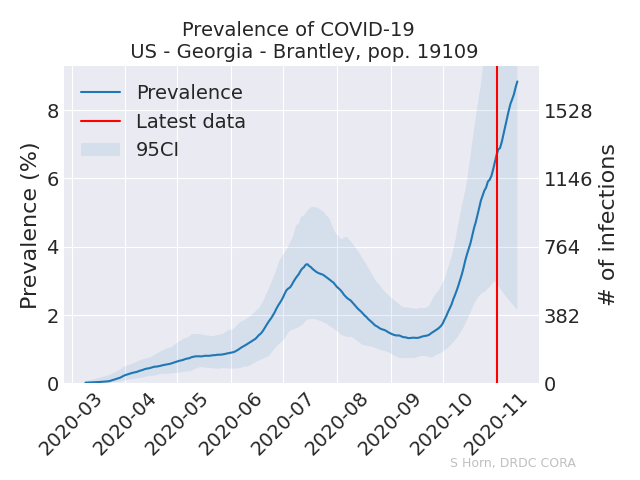 Prevalence of COVID-19
US - Georgia - Brantley, pop. 19109
Prevalence
Latest data
95CI
Prevalence (%)
8
6
4
2
0
1528
1146
764
382
0
# of infections
2020-03
2020-04
2020-05
2020-06
2020-07
2020-08
2020-09
2020-10
2020-11
S Horn, DRDC CORA